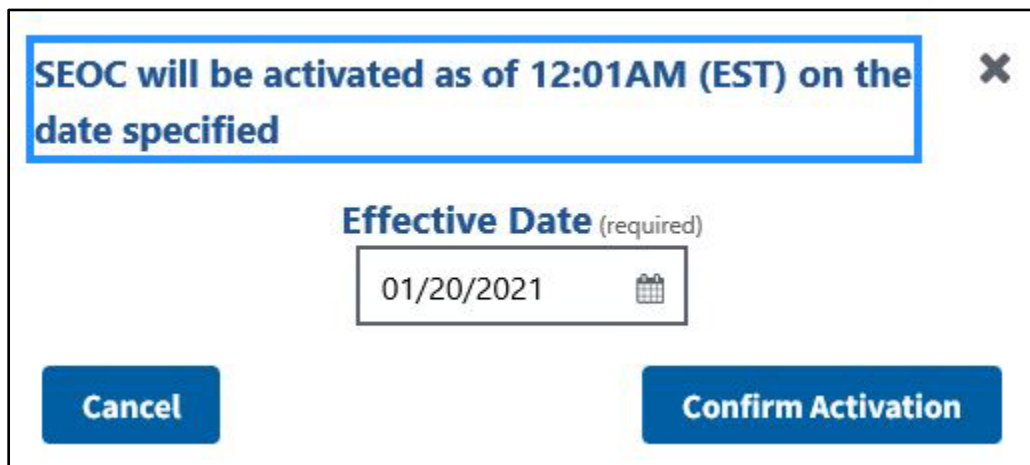 SEOC will be activated as of 12:01AM (EST) on the
date specified
Effective Date (required)
01/20/2021
Cancel
Confirm Activation